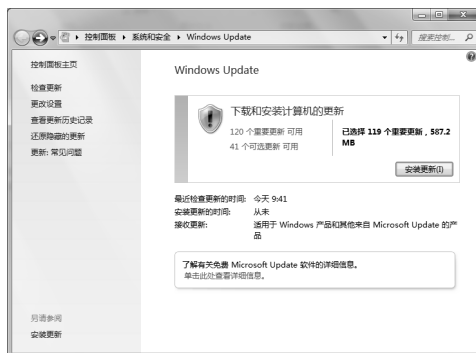 控制面板 ▸ 系统和安全 ▸ Windows Update
搜索控制...
控制面板主页
检查更新
更改设置
查看更新历史记录
还原隐藏的更新
更新: 常见问题
Windows Update
下载和安装计算机的更新
120 个重要更新 可用
41 个可选更新 可用
已选择 119 个重要更新，587.2
MB
安装更新(I)
最近检查更新的时间: 今天 9:41
安装更新的时间: 从未
接收更新: 适用于 Windows 产品和其他来自 Microsoft Update 的产
品
了解有关免费 Microsoft Update 软件的详细信息。
单击此处查看详细信息。
另请参阅
安装更新